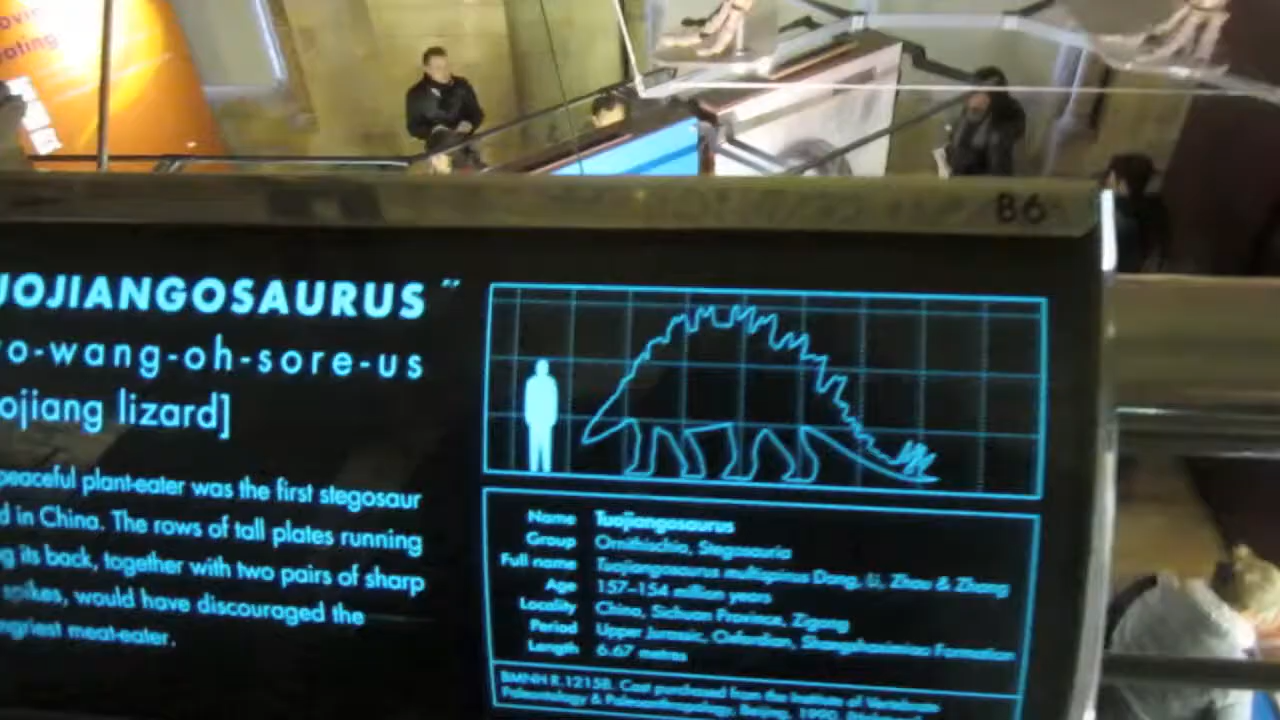 ating
B6
UOJIANGOSAURUS
o-wang-oh-sore-us
ojiang lizard]
peaceful plant-eater was the first stegosaur
d in China. The rows of tall plates running
g its back, together with two pairs of sharp
spikes, would have discouraged the
ngriest meat-eater.
Name Tuojiangosaurus
Group Ornithischia, Stegosauria
Full name Tuojiangosaurus multispinus Dong, Li, Zhou & Zhang
Age 157-154 million years
Locality China, Sichuan Province, Zigong
Period Upper Jurassic, Oxfordian, Shangshaximiao Formation
Length 6.67 metres
BMNH R.12158. Cast purchased from the Institute of Vertebrate
Paleontology & Paleoanthropology, Beijing, 1990.